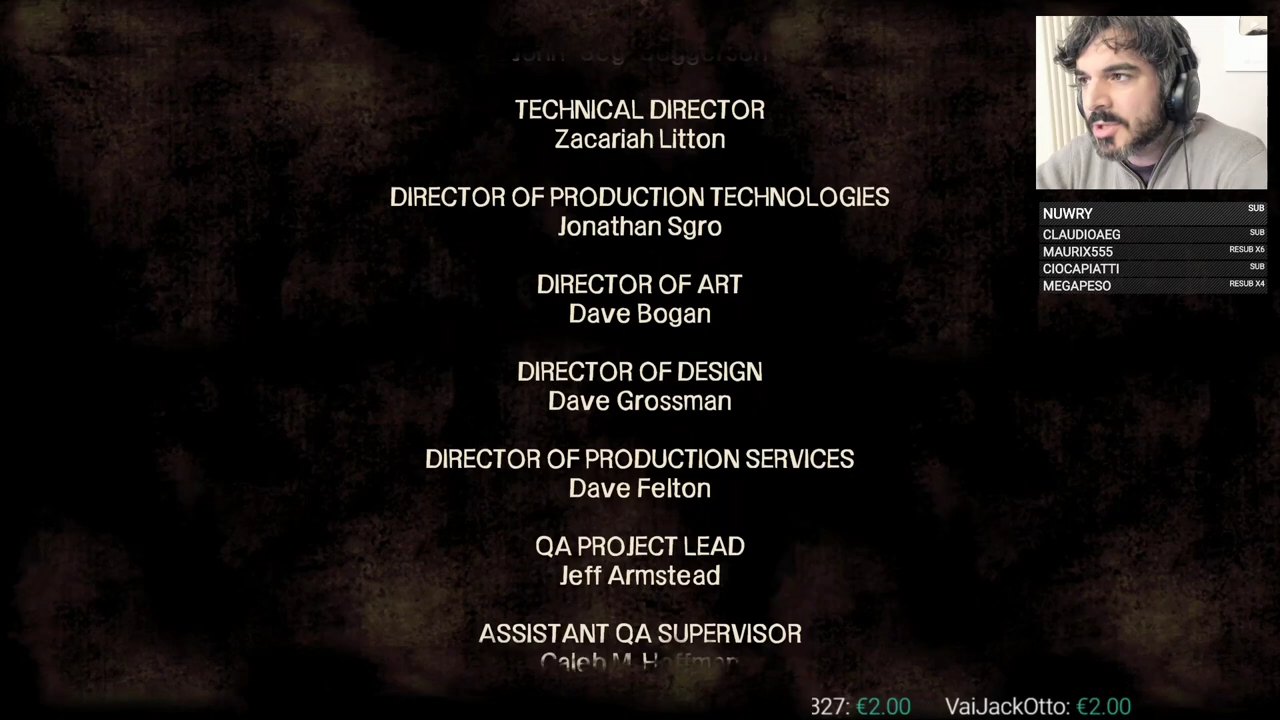 TECHNICAL DIRECTOR
Zacariah Litton
DIRECTOR OF PRODUCTION TECHNOLOGIES
Jonathan Sgro
DIRECTOR OF ART
Dave Bogan
DIRECTOR OF DESIGN
Dave Grossman
DIRECTOR OF PRODUCTION SERVICES
Dave Felton
QA PROJECT LEAD
Jeff Armstead
ASSISTANT QA SUPERVISOR
Caleb M. Hoffman
NUWRY SUB
CLAUDIOAEG SUB
MAURIX555 RESUB X6
CIOCAPIATTI SUB
MEGAPESO RESUB X4
327: €2.00 VaiJackOtto: €2.00